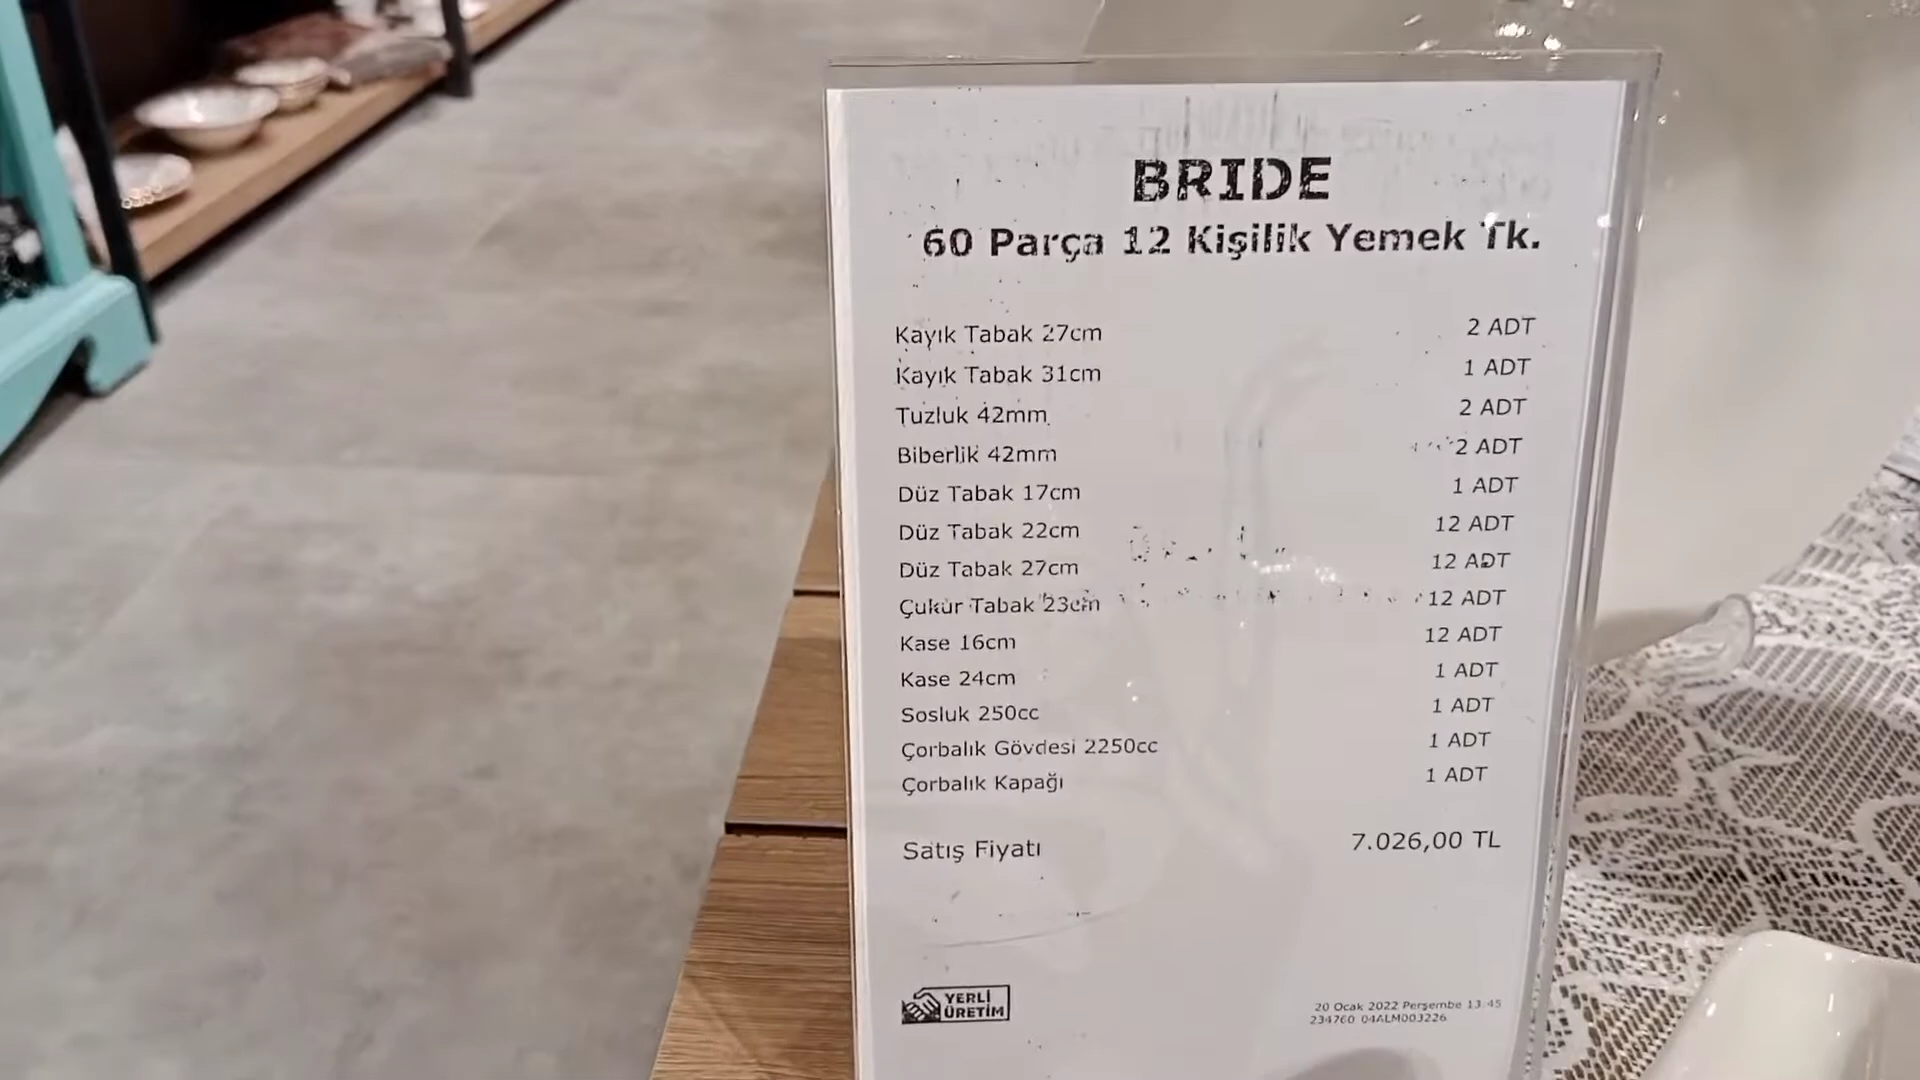 BRIDE
60 Parça 12 Kişilik Yemek Tk.
Kayık Tabak 27cm 2 ADT
Kayık Tabak 31cm 1 ADT
Tuzluk 42mm 2 ADT
Biberlik 42mm 2 ADT
Düz Tabak 17cm 1 ADT
Düz Tabak 22cm 12 ADT
Düz Tabak 27cm 12 ADT
Çukur Tabak 23cm 12 ADT
Kase 16cm 12 ADT
Kase 24cm 1 ADT
Sosluk 250cc 1 ADT
Çorbalık Gövdesi 2250cc 1 ADT
Çorbalık Kapağı 1 ADT
Satış Fiyatı 7.026,00 TL
YERLİ
ÜRETİM
20 Ocak 2022 Perşembe 13:45
234760 04ALM003226